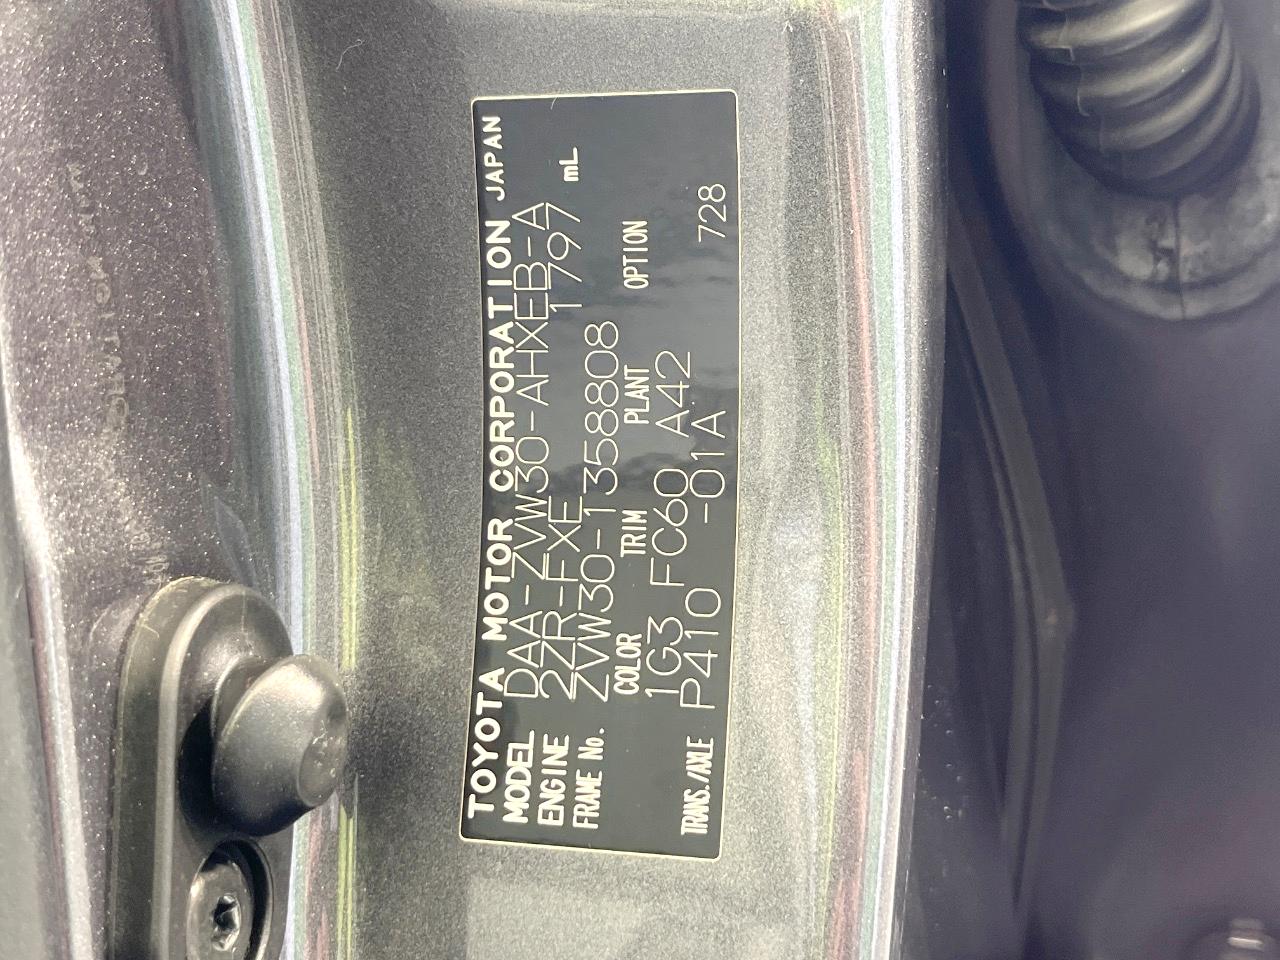 TOYOTA MOTOR CORPORATION JAPAN
MODEL DAA-ZVW30-AHXEB-A
ENGINE 2ZR-FXE 1797 mL
FRAME No. ZVW30-1358808
COLOR TRIM PLANT OPTION
1G3 FC60 A42
TRANS./AXLE P410 -01A 728